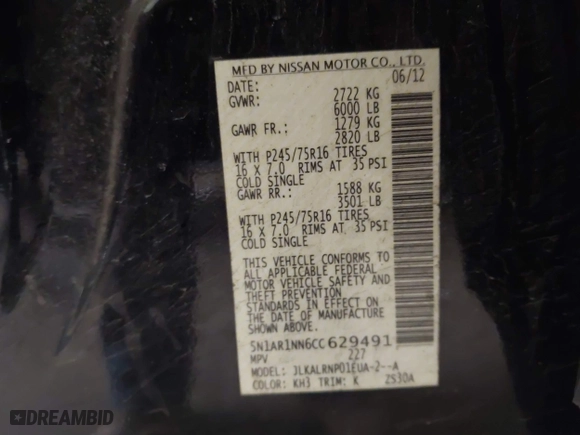 MFD BY NISSAN MOTOR CO., LTD.
DATE: 06/12
GVWR: 2722 KG
6000 LB
GAWR FR.: 1279 KG
2820 LB
WITH P245/75R16 TIRES
16 X 7.0 RIMS AT 35 PSI
COLD SINGLE
GAWR RR.: 1588 KG
3501 LB
WITH P245/75R16 TIRES
16 X 7.0 RIMS AT 35 PSI
COLD SINGLE
THIS VEHICLE CONFORMS TO
ALL APPLICABLE FEDERAL
MOTOR VEHICLE SAFETY AND
THEFT PREVENTION
STANDARDS IN EFFECT ON
THE DATE OF MANUFACTURE
SHOWN ABOVE.
5N1AR1NN6CC629491
MPV 227
MODEL: JLKALRNP01EUA-2--A
COLOR: KH3 TRIM: K ZS30A
DREAMBID